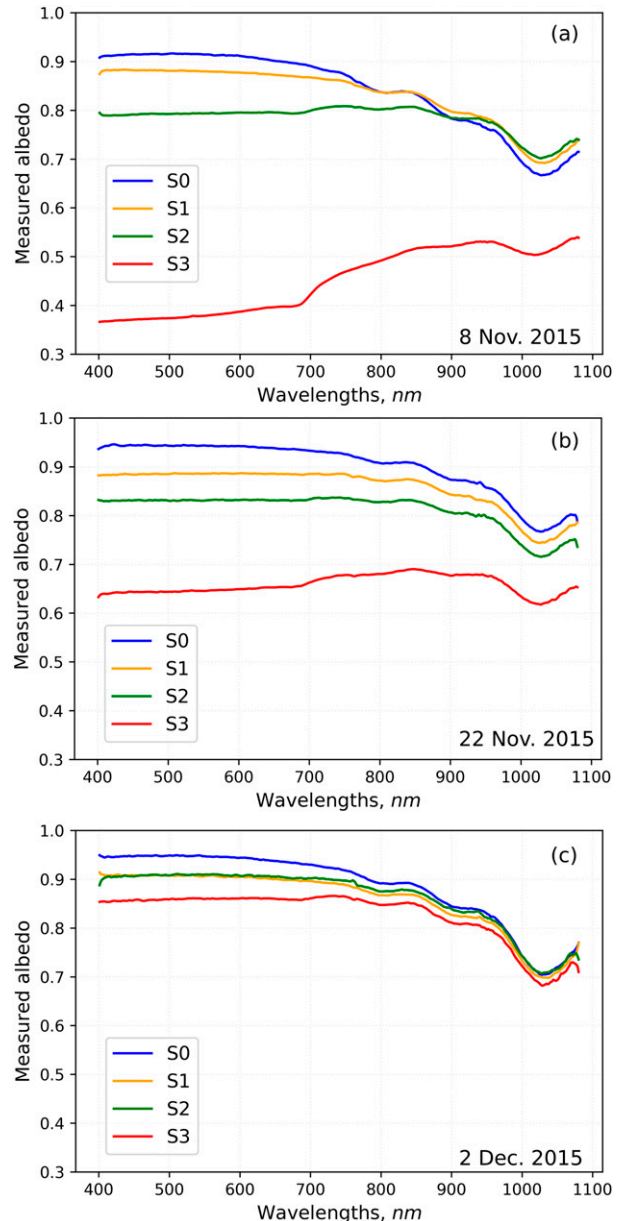 (a)
1.0
0.9
0.8
0.7
0.6
0.5
0.4
0.3
Measured albedo
S0
S1
S2
S3
8 Nov. 2015
400 500 600 700 800 900 1000 1100
Wavelengths, nm
(b)
1.0
0.9
0.8
0.7
0.6
0.5
0.4
0.3
Measured albedo
S0
S1
S2
S3
22 Nov. 2015
400 500 600 700 800 900 1000 1100
Wavelengths, nm
(c)
1.0
0.9
0.8
0.7
0.6
0.5
0.4
0.3
Measured albedo
S0
S1
S2
S3
2 Dec. 2015
400 500 600 700 800 900 1000 1100
Wavelengths, nm